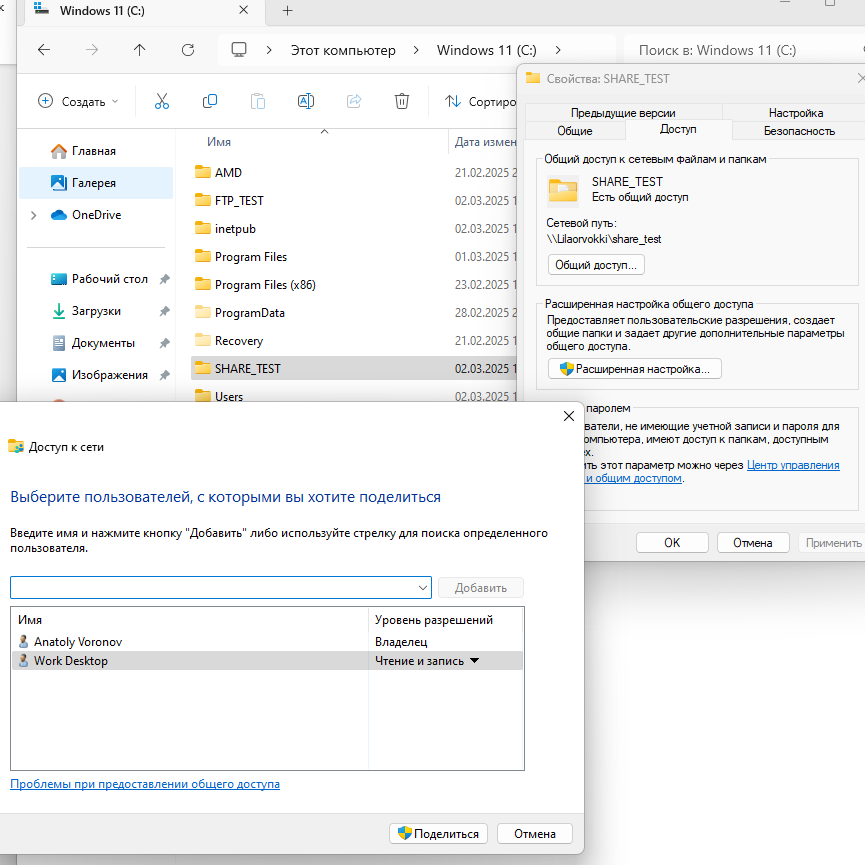 Windows 11 (C:)
Этот компьютер
Windows 11 (C:)
Поиск в: Windows 11 (C:)
Создать
Сортиро
Главная
Галерея
OneDrive
Рабочий стол
Загрузки
Документы
Изображения
Имя
Дата измен
AMD
21.02.2025 2
FTP_TEST
02.03.2025 1
inetpub
02.03.2025 1
Program Files
01.03.2025 1
Program Files (x86)
23.02.2025 1
ProgramData
28.02.2025 2
Recovery
21.02.2025 1
SHARE_TEST
02.03.2025 1
Users
02.03.2025 1
Свойства: SHARE_TEST
Предыдущие версии
Настройка
Общие
Доступ
Безопасность
Общий доступ к сетевым файлам и папкам
SHARE_TEST
Есть общий доступ
Сетевой путь:
\\Lilaorvokki\share_test
Общий доступ...
Расширенная настройка общего доступа
Предоставляет пользовательские разрешения, создает
общие папки и задает другие дополнительные параметры
общего доступа.
Расширенная настройка...
паролем
ватели, не имеющие учетной записи и пароля для
омпьютера, имеют доступ к папкам, доступным
ех.
ить этот параметр можно через Центр управления
и общим доступом.
OK
Отмена
Применить
Доступ к сети
Выберите пользователей, с которыми вы хотите поделиться
Введите имя и нажмите кнопку "Добавить" либо используйте стрелку для поиска определенного
пользователя.
Добавить
Имя
Уровень разрешений
Anatoly Voronov
Владелец
Work Desktop
Чтение и запись
Проблемы при предоставлении общего доступа
Поделиться
Отмена